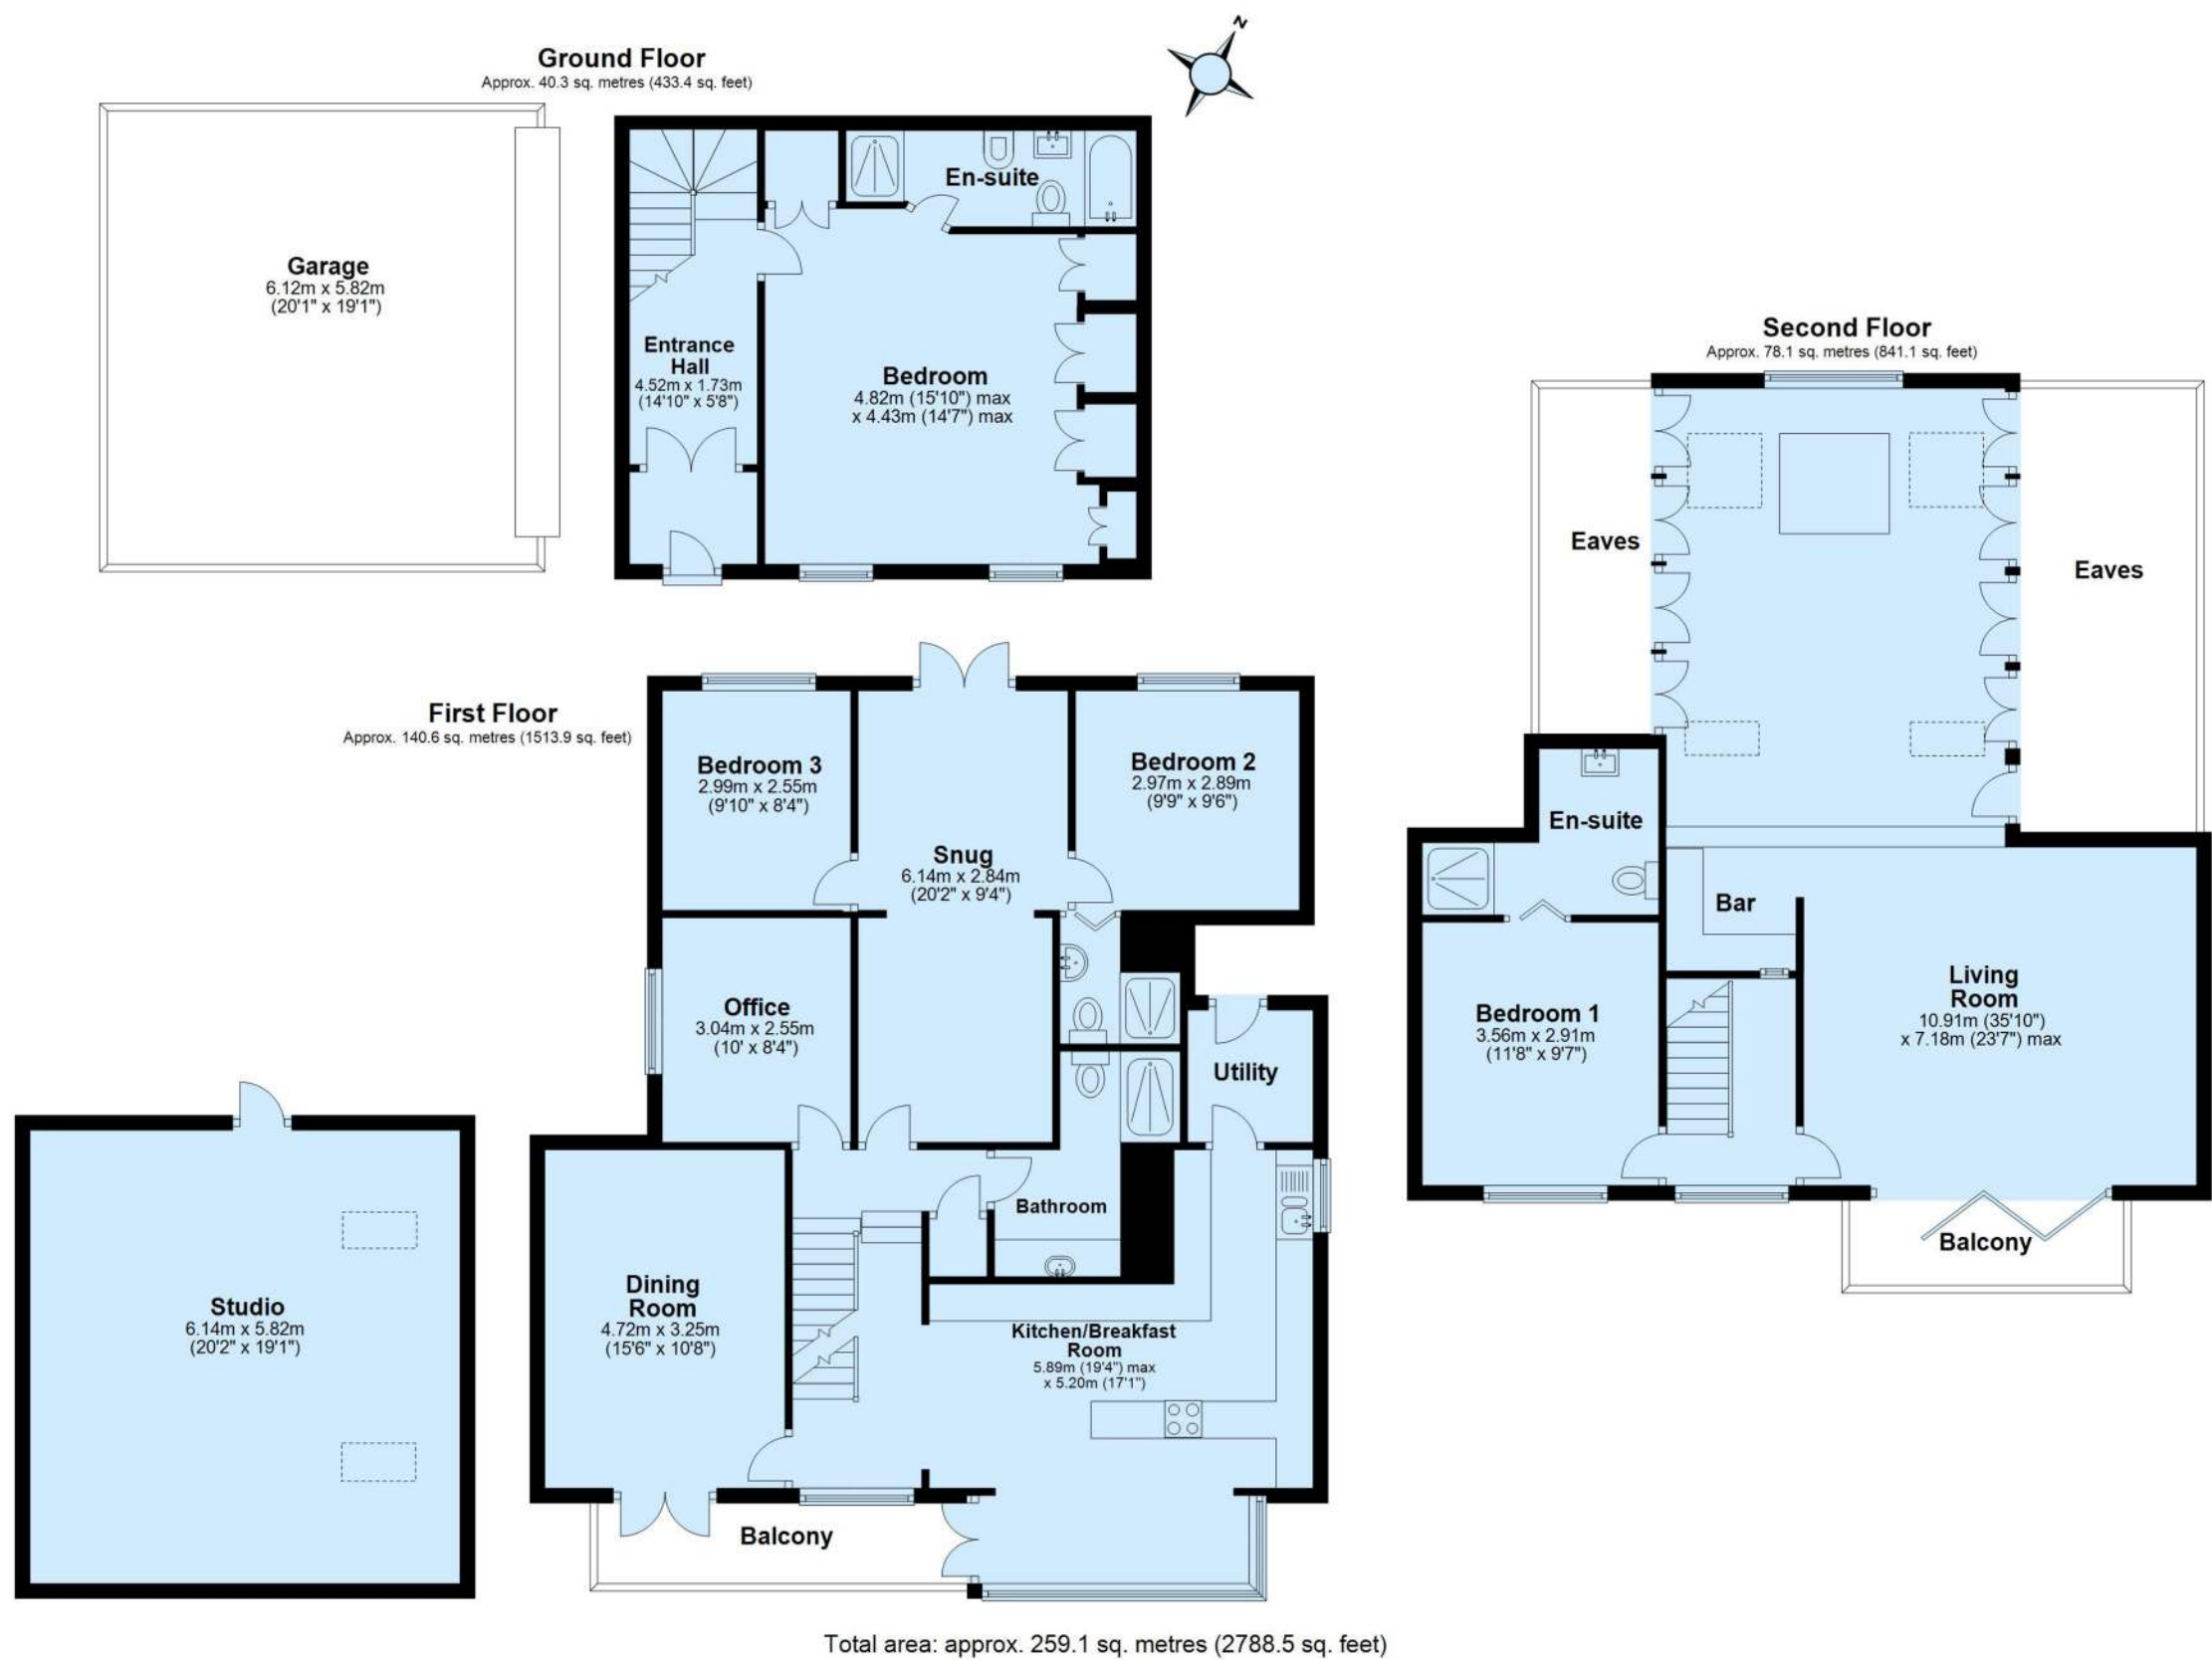 N
Ground Floor
Approx. 40.3 sq. metres (433.4 sq. feet)
Garage
6.12m x 5.82m
(20'1" x 19'1")
En-suite
Entrance
Hall
4.52m x 1.73m
(14'10" x 5'8")
Bedroom
4.82m (15'10") max
x 4.43m (14'7") max
Second Floor
Approx. 78.1 sq. metres (841.1 sq. feet)
Eaves
Eaves
En-suite
Bar
Bedroom 1
3.56m x 2.91m
(11'8" x 9'7")
Living
Room
10.91m (35'10")
x 7.18m (23'7") max
Balcony
First Floor
Approx. 140.6 sq. metres (1513.9 sq. feet)
Bedroom 3
2.99m x 2.55m
(9'10" x 8'4")
Snug
6.14m x 2.84m
(20'2" x 9'4")
Bedroom 2
2.97m x 2.89m
(9'9" x 9'6")
Office
3.04m x 2.55m
(10' x 8'4")
Utility
Bathroom
Studio
6.14m x 5.82m
(20'2" x 19'1")
Dining
Room
4.72m x 3.25m
(15'6" x 10'8")
Kitchen/Breakfast
Room
5.89m (19'4") max
x 5.20m (17'1")
Balcony
Total area: approx. 259.1 sq. metres (2788.5 sq. feet)